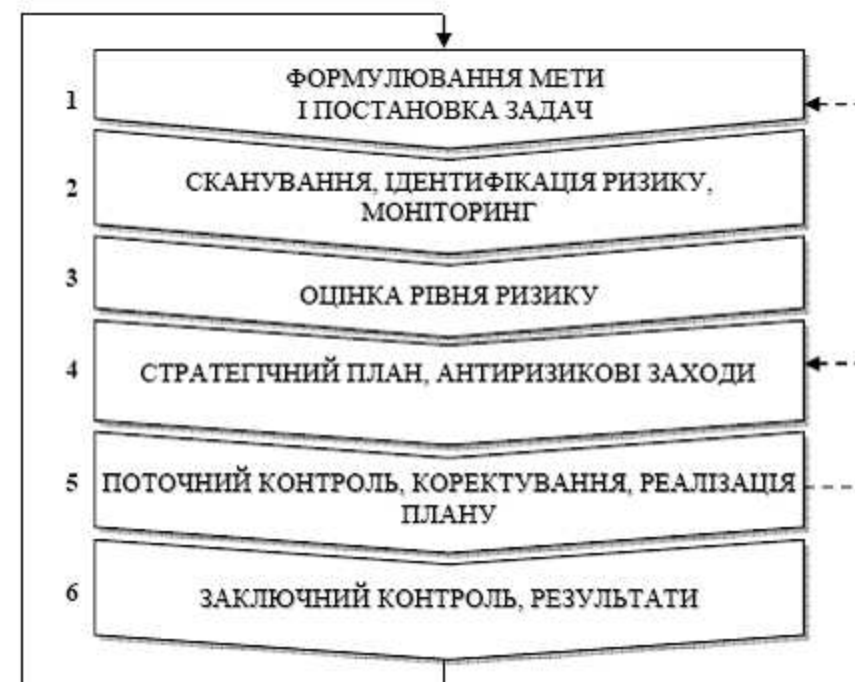 1
ФОРМУЛЮВАННЯ МЕТИ
І ПОСТАНОВКА ЗАДАЧ
2
СКАНУВАННЯ, ІДЕНТИФІКАЦІЯ РИЗИКУ,
МОНІТОРИНГ
3
ОЦІНКА РІВНЯ РИЗИКУ
4
СТРАТЕГІЧНИЙ ПЛАН, АНТИРИЗИКОВІ ЗАХОДИ
5
ПОТОЧНИЙ КОНТРОЛЬ, КОРЕКТУВАННЯ, РЕАЛІЗАЦІЯ
ПЛАНУ
6
ЗАКЛЮЧНИЙ КОНТРОЛЬ, РЕЗУЛЬТАТИ